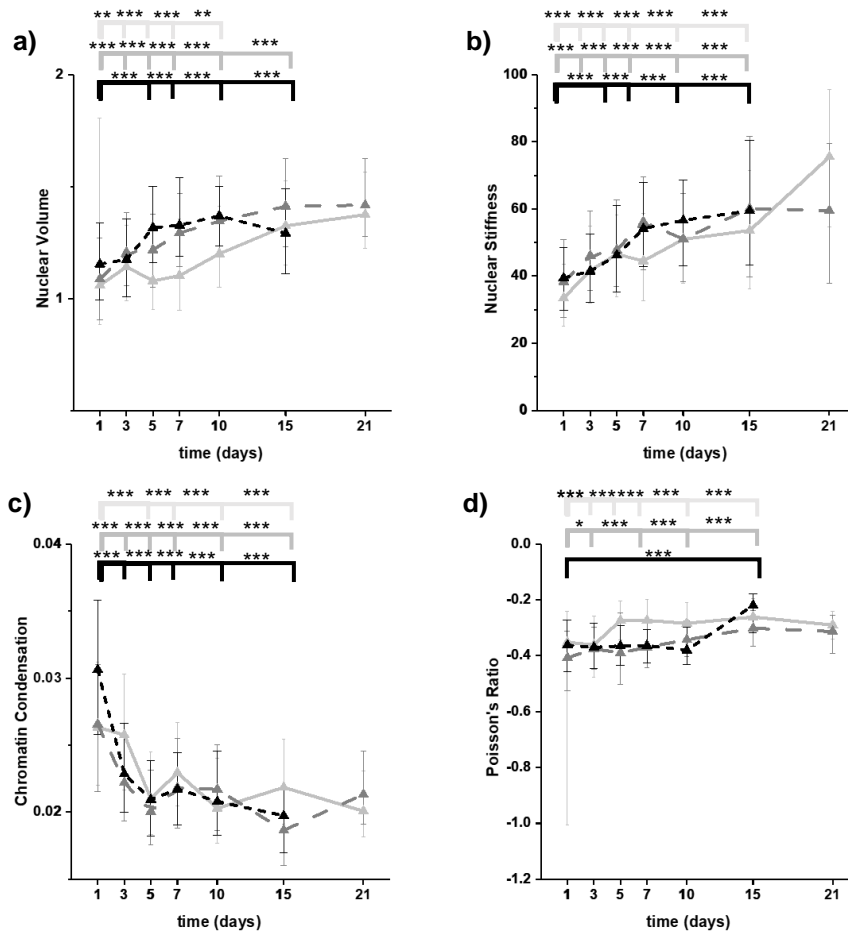 a)
** *** *** **
*** *** *** *** ***
*** *** *** ***
2
1
Nuclear Volume
1 3 5 7 10 15 21
time (days)
b)
*** *** *** *** ***
*** *** *** *** ***
*** *** *** ***
100
80
60
40
20
0
Nuclear Stiffness
1 3 5 7 10 15 21
time (days)
c)
*** *** *** ***
*** *** *** *** ***
*** *** *** *** ***
0.04
0.03
0.02
Chromatin Condensation
1 3 5 7 10 15 21
time (days)
d)
*** ****** *** ***
* *** *** ***
***
0.0
-0.2
-0.4
-0.6
-0.8
-1.0
-1.2
Poisson's Ratio
1 3 5 7 10 15 21
time (days)